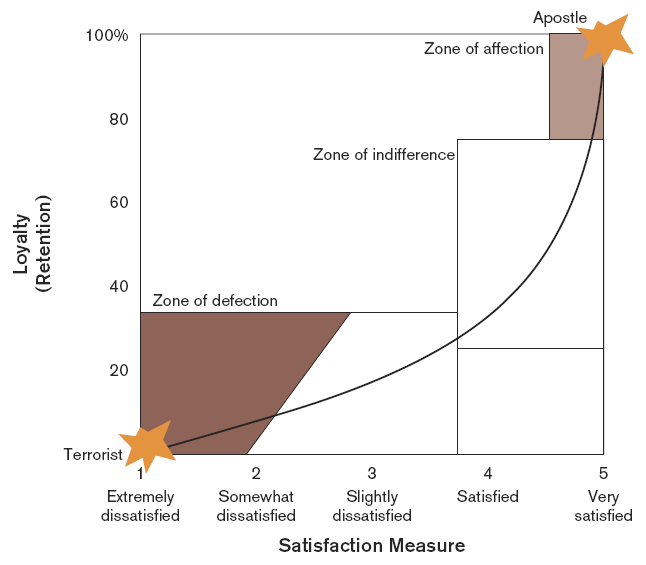 Apostle
100%
Zone of affection
80
Zone of indifference
60
Loyalty
(Retention)
40
Zone of defection
20
Terrorist
1
2
3
4
5
Extremely
dissatisfied
Somewhat
dissatisfied
Slightly
dissatisfied
Satisfied
Very
satisfied
Satisfaction Measure